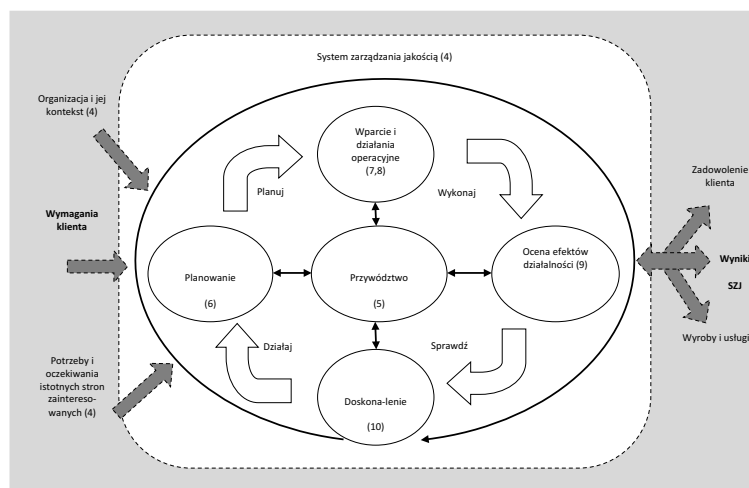 System zarządzania jakością (4)
Organizacja i jej
kontekst (4)
Wparcie i
działania
operacyjne
(7,8)
Planuj
Wykonaj
Zadowolenie
klienta
Wymagania
klienta
Planowanie
(6)
Przywództwo
(5)
Ocena efektów
działalności (9)
Wyniki
SZJ
Działaj
Sprawdź
Wyroby i usługi
Potrzeby i
oczekiwania
istotnych stron
zaintereso-
wanych (4)
Doskona-lenie
(10)